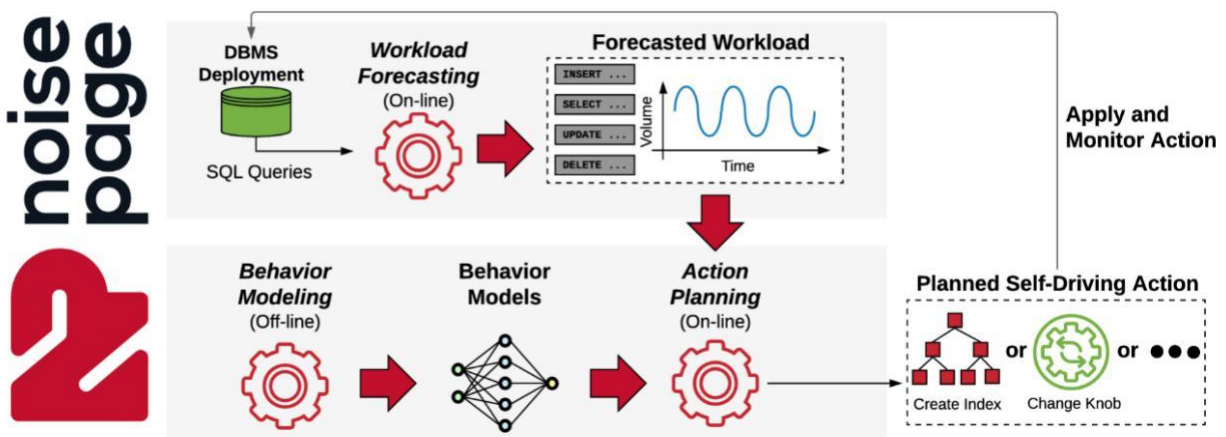 noise
page
DBMS
Deployment
SQL Queries
Workload
Forecasting
(On-line)
Forecasted Workload
INSERT ...
SELECT ...
UPDATE ...
DELETE ...
Volume
Time
Apply and
Monitor Action
Behavior
Modeling
(Off-line)
Behavior
Models
Action
Planning
(On-line)
Planned Self-Driving Action
or
or
Create Index
Change Knob